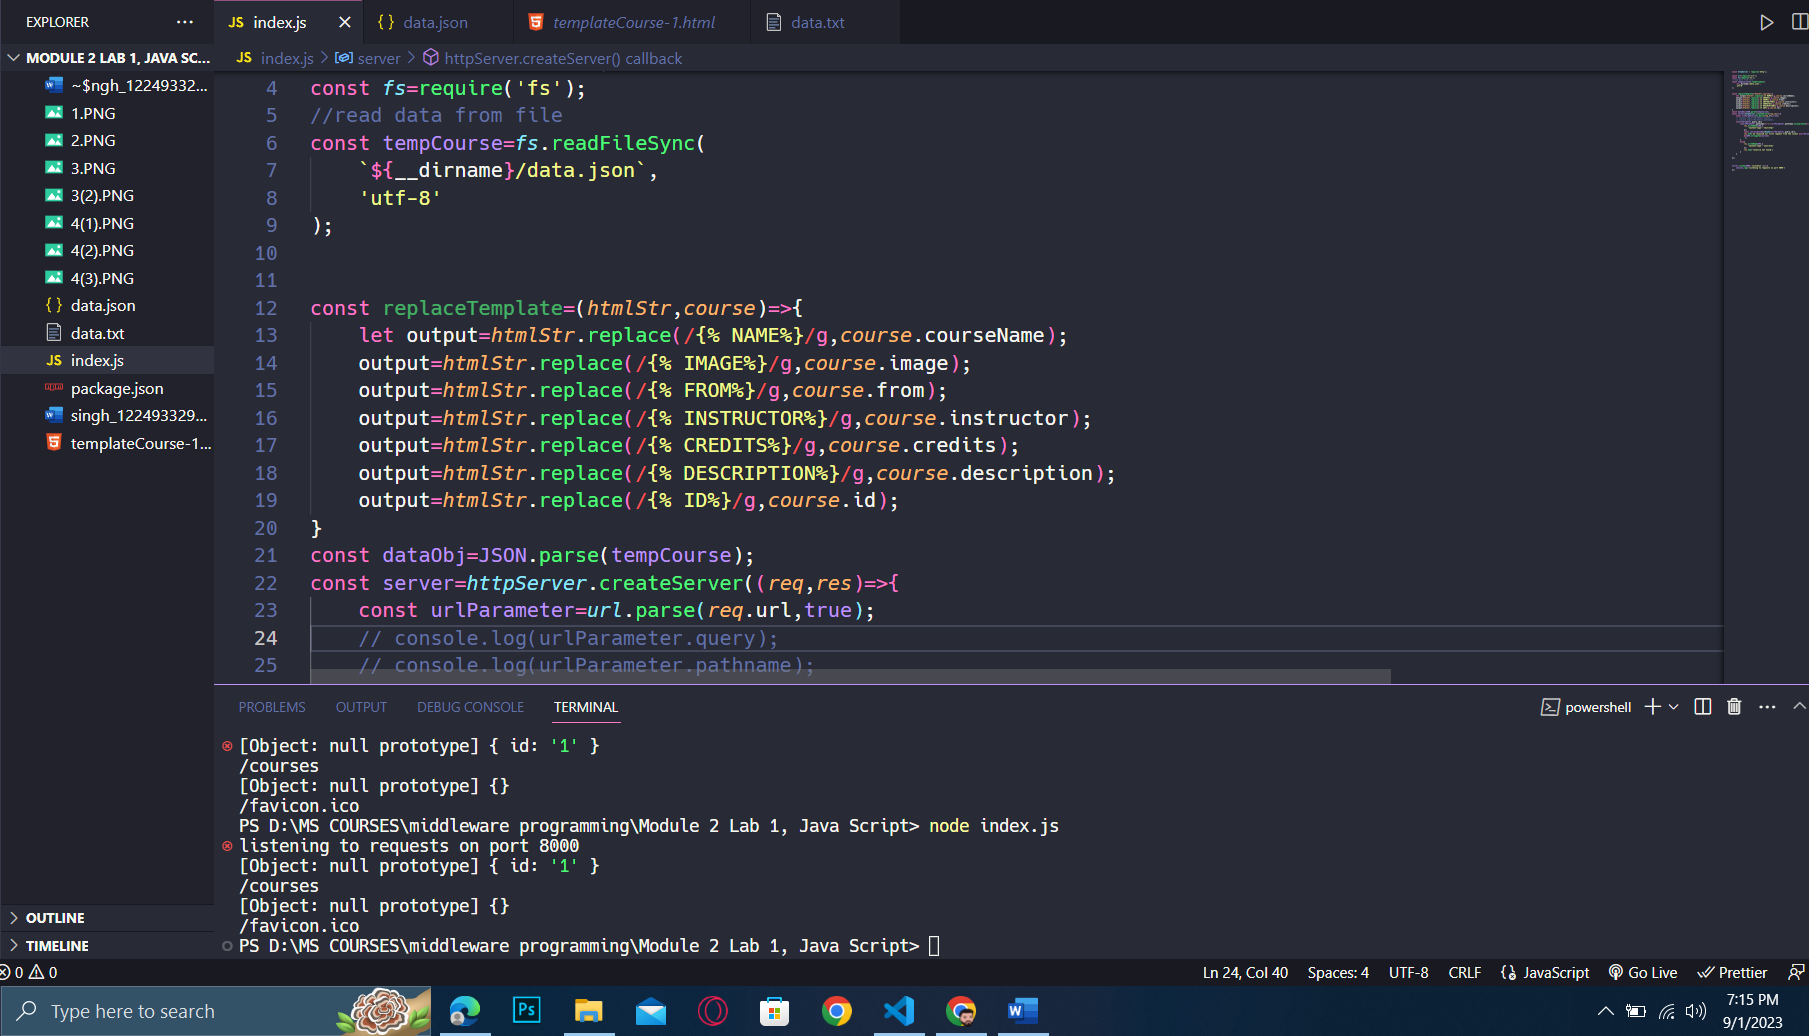 EXPLORER
MODULE 2 LAB 1, JAVA SC...
~$ngh_12249332...
1.PNG
2.PNG
3.PNG
3(2).PNG
4(1).PNG
4(2).PNG
4(3).PNG
{} data.json
data.txt
JS index.js
package.json
singh_122493329...
templateCourse-1...
OUTLINE
TIMELINE
JS index.js
{} data.json
templateCourse-1.html
data.txt
JS index.js > server > httpServer.createServer() callback
4 const fs=require('fs');
5 //read data from file
6 const tempCourse=fs.readFileSync(
7 `${__dirname}/data.json`,
8 'utf-8'
9 );
10
11
12 const replaceTemplate=(htmlStr,course)=>{
13 let output=htmlStr.replace(/{% NAME%}/g,course.courseName);
14 output=htmlStr.replace(/{% IMAGE%}/g,course.image);
15 output=htmlStr.replace(/{% FROM%}/g,course.from);
16 output=htmlStr.replace(/{% INSTRUCTOR%}/g,course.instructor);
17 output=htmlStr.replace(/{% CREDITS%}/g,course.credits);
18 output=htmlStr.replace(/{% DESCRIPTION%}/g,course.description);
19 output=htmlStr.replace(/{% ID%}/g,course.id);
20 }
21 const dataObj=JSON.parse(tempCourse);
22 const server=httpServer.createServer((req,res)=>{
23 const urlParameter=url.parse(req.url,true);
24 // console.log(urlParameter.query);
25 // console.log(urlParameter.pathname);
PROBLEMS OUTPUT DEBUG CONSOLE TERMINAL
powershell
[Object: null prototype] { id: '1' }
/courses
[Object: null prototype] {}
/favicon.ico
PS D:\MS COURSES\middleware programming\Module 2 Lab 1, Java Script> node index.js
listening to requests on port 8000
[Object: null prototype] { id: '1' }
/courses
[Object: null prototype] {}
/favicon.ico
PS D:\MS COURSES\middleware programming\Module 2 Lab 1, Java Script>
0 0
Ln 24, Col 40 Spaces: 4 UTF-8 CRLF {} JavaScript Go Live Prettier
Type here to search
Ps
W
7:15 PM
9/1/2023